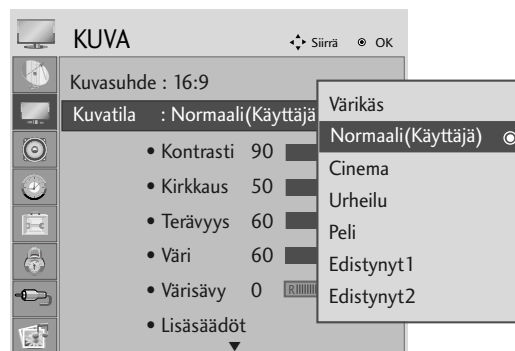 KUVA
Siirrä OK
Kuvasuhde : 16:9
Kuvatila : Normaali(Käyttäjä
• Kontrasti 90
• Kirkkaus 50
• Terävyys 60
• Väri 60
• Värisävy 0 R
• Lisäsäädöt
Värikäs
Normaali(Käyttäjä)
Cinema
Urheilu
Peli
Edistynyt1
Edistynyt2